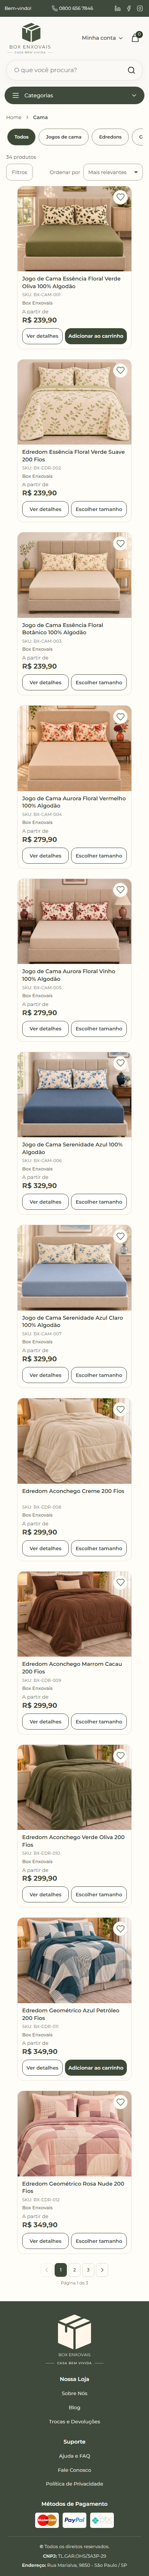 Bem-vindo!
0800 656 7846
BOX ENXOVAIS
CASA BEM VIVIDA
Minha conta
0
O que você procura?
Categorias
Home > Cama
Todos
Jogos de cama
Edredons
34 produtos
Filtros
Ordenar por
Mais relevantes
Jogo de Cama Essência Floral Verde
Oliva 100% Algodão
SKU: BX-CAM-001
Box Enxovais
A partir de
R$ 239,90
Ver detalhes
Adicionar ao carrinho
Edredom Essência Floral Verde Suave
200 Fios
SKU: BX-EDR-002
Box Enxovais
A partir de
R$ 239,90
Ver detalhes
Escolher tamanho
Jogo de Cama Essência Floral
Botânico 100% Algodão
SKU: BX-CAM-003
Box Enxovais
A partir de
R$ 239,90
Ver detalhes
Escolher tamanho
Jogo de Cama Aurora Floral Vermelho
100% Algodão
SKU: BX-CAM-004
Box Enxovais
A partir de
R$ 279,90
Ver detalhes
Escolher tamanho
Jogo de Cama Aurora Floral Vinho
100% Algodão
SKU: BX-CAM-005
Box Enxovais
A partir de
R$ 279,90
Ver detalhes
Escolher tamanho
Jogo de Cama Serenidade Azul 100%
Algodão
SKU: BX-CAM-006
Box Enxovais
A partir de
R$ 329,90
Ver detalhes
Escolher tamanho
Jogo de Cama Serenidade Azul Claro
100% Algodão
SKU: BX-CAM-007
Box Enxovais
A partir de
R$ 329,90
Ver detalhes
Escolher tamanho
Edredom Aconchego Creme 200 Fios
SKU: BX-EDR-008
Box Enxovais
A partir de
R$ 299,90
Ver detalhes
Escolher tamanho
Edredom Aconchego Marrom Cacau
200 Fios
SKU: BX-EDR-009
Box Enxovais
A partir de
R$ 299,90
Ver detalhes
Escolher tamanho
Edredom Aconchego Verde Oliva 200
Fios
SKU: BX-EDR-010
Box Enxovais
A partir de
R$ 299,90
Ver detalhes
Escolher tamanho
Edredom Geométrico Azul Petróleo
200 Fios
SKU: BX-EDR-011
Box Enxovais
A partir de
R$ 349,90
Ver detalhes
Adicionar ao carrinho
Edredom Geométrico Rosa Nude 200
Fios
SKU: BX-EDR-012
Box Enxovais
A partir de
R$ 349,90
Ver detalhes
Escolher tamanho
1 2 3
Página 1 de 3
BOX ENXOVAIS
CASA BEM VIVIDA
Nossa Loja
Sobre Nós
Blog
Trocas e Devoluções
Suporte
Ajuda e FAQ
Fale Conosco
Política de Privacidade
Métodos de Pagamento
MasterCard
PayPal
pix
© Todos os direitos reservados.
Endereço: Rua Marialva, 9850 - São Paulo / SP